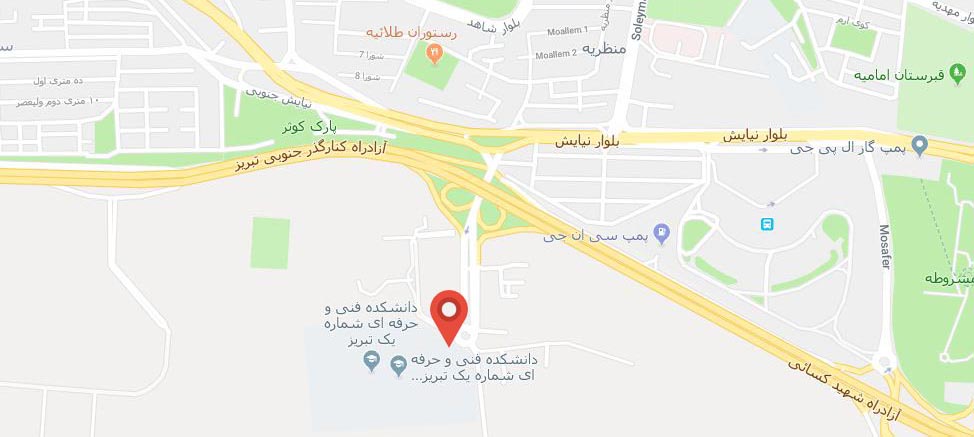 بلوار مهدیه
کوی ارم
Soleym
منظریه
Moallem 1
Moallem 2
بلوار شاهد
رستوران طلائیه
منظریه
شورا 7
شورا 8
قبرستان امامیه
ده متری اول
۱۰ متری دوم ولیعصر
نیایش جنوبی
پارک کوثر
بلوار نیایش
بلوار نیایش
پمپ گاز ال پی جی
آزادراه کنارگذر جنوبی تبریز
پمپ سی ان جی
Mosafer
مشروطه
دانشکده فنی و
حرفه ای شماره
یک تبریز
دانشکده فنی و حرفه
ای شماره یک تبریز...
آزادراه شهید کسائی